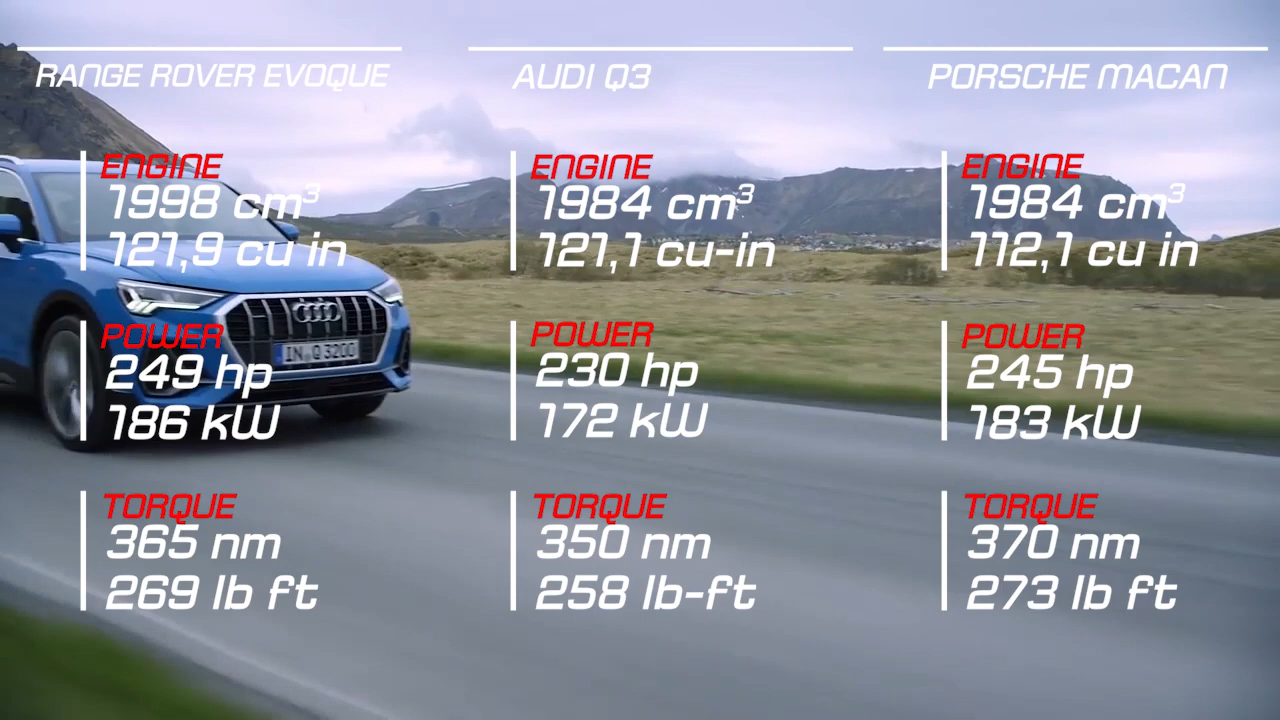 RANGE ROVER EVOQUE
ENGINE
1998 cm³
121,9 cu in
POWER
249 hp
186 kW
TORQUE
365 nm
269 lb ft
AUDI Q3
ENGINE
1984 cm³
121,1 cu-in
POWER
230 hp
172 kW
TORQUE
350 nm
258 lb-ft
PORSCHE MACAN
ENGINE
1984 cm³
112,1 cu in
POWER
245 hp
183 kW
TORQUE
370 nm
273 lb ft
IN Q 3200